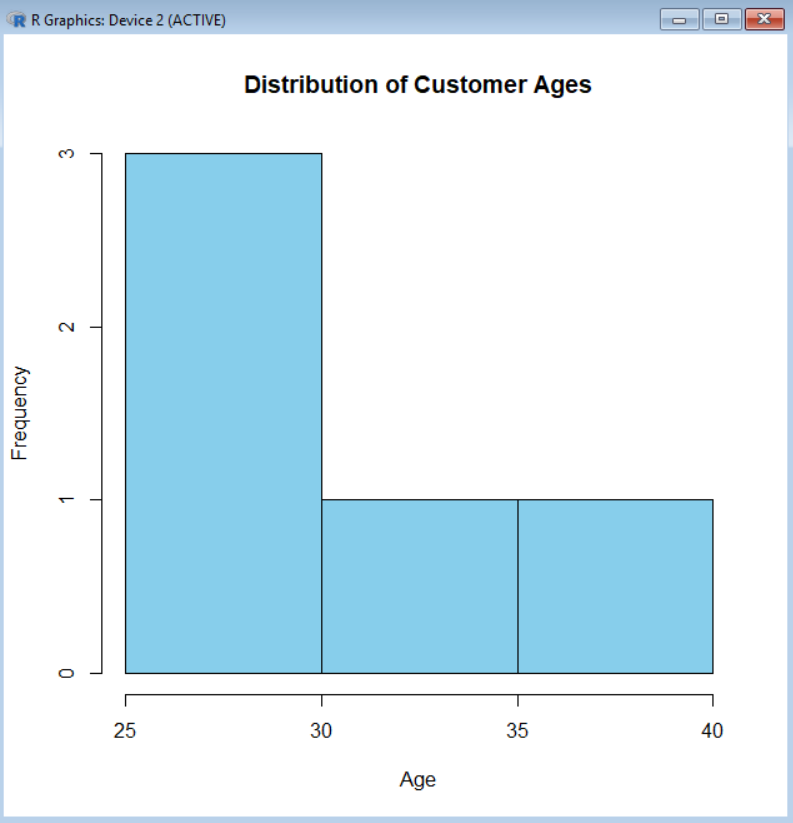 R Graphics: Device 2 (ACTIVE)
Distribution of Customer Ages
3
2
1
0
Frequency
25 30 35 40
Age